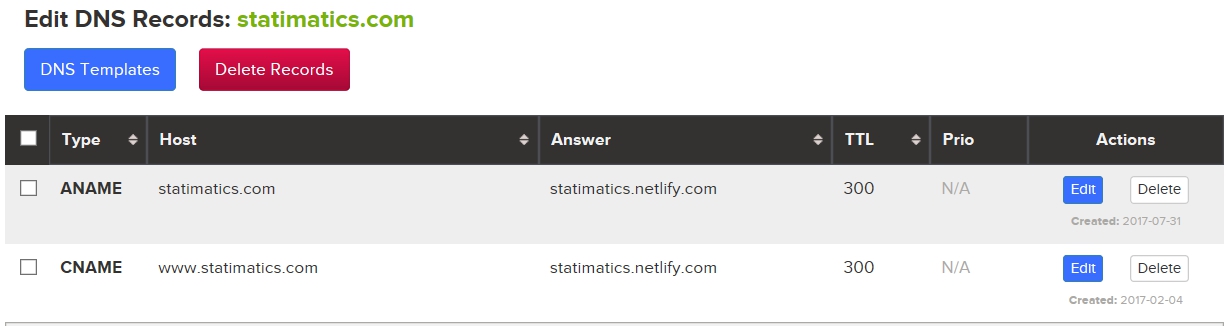 Edit DNS Records: statimatics.com
DNS Templates Delete Records
Type Host Answer TTL Prio Actions
ANAME statimatics.com statimatics.netlify.com 300 N/A Edit Delete
Created: 2017-07-31
CNAME www.statimatics.com statimatics.netlify.com 300 N/A Edit Delete
Created: 2017-02-04